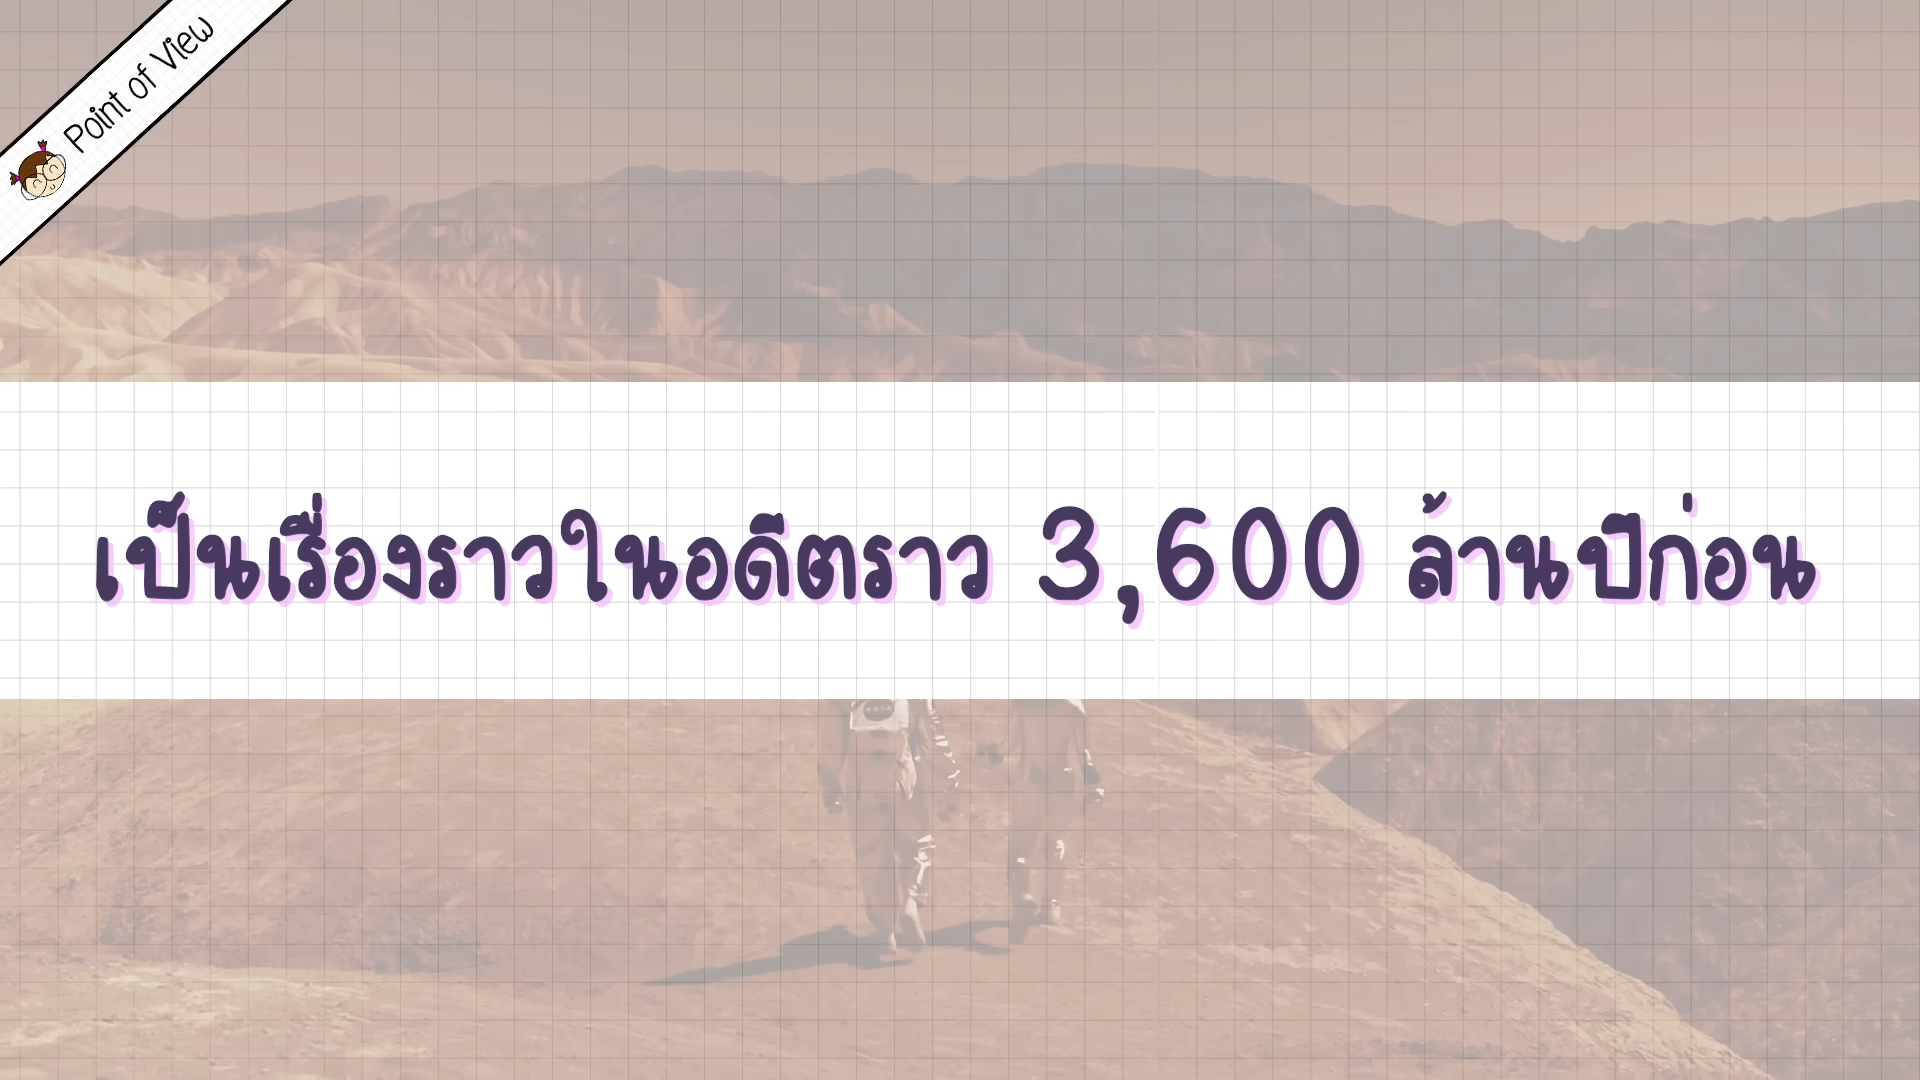 Point of View
เป็นเรื่องราวในอดีตราว 3,600 ล้านปีก่อน
NASA